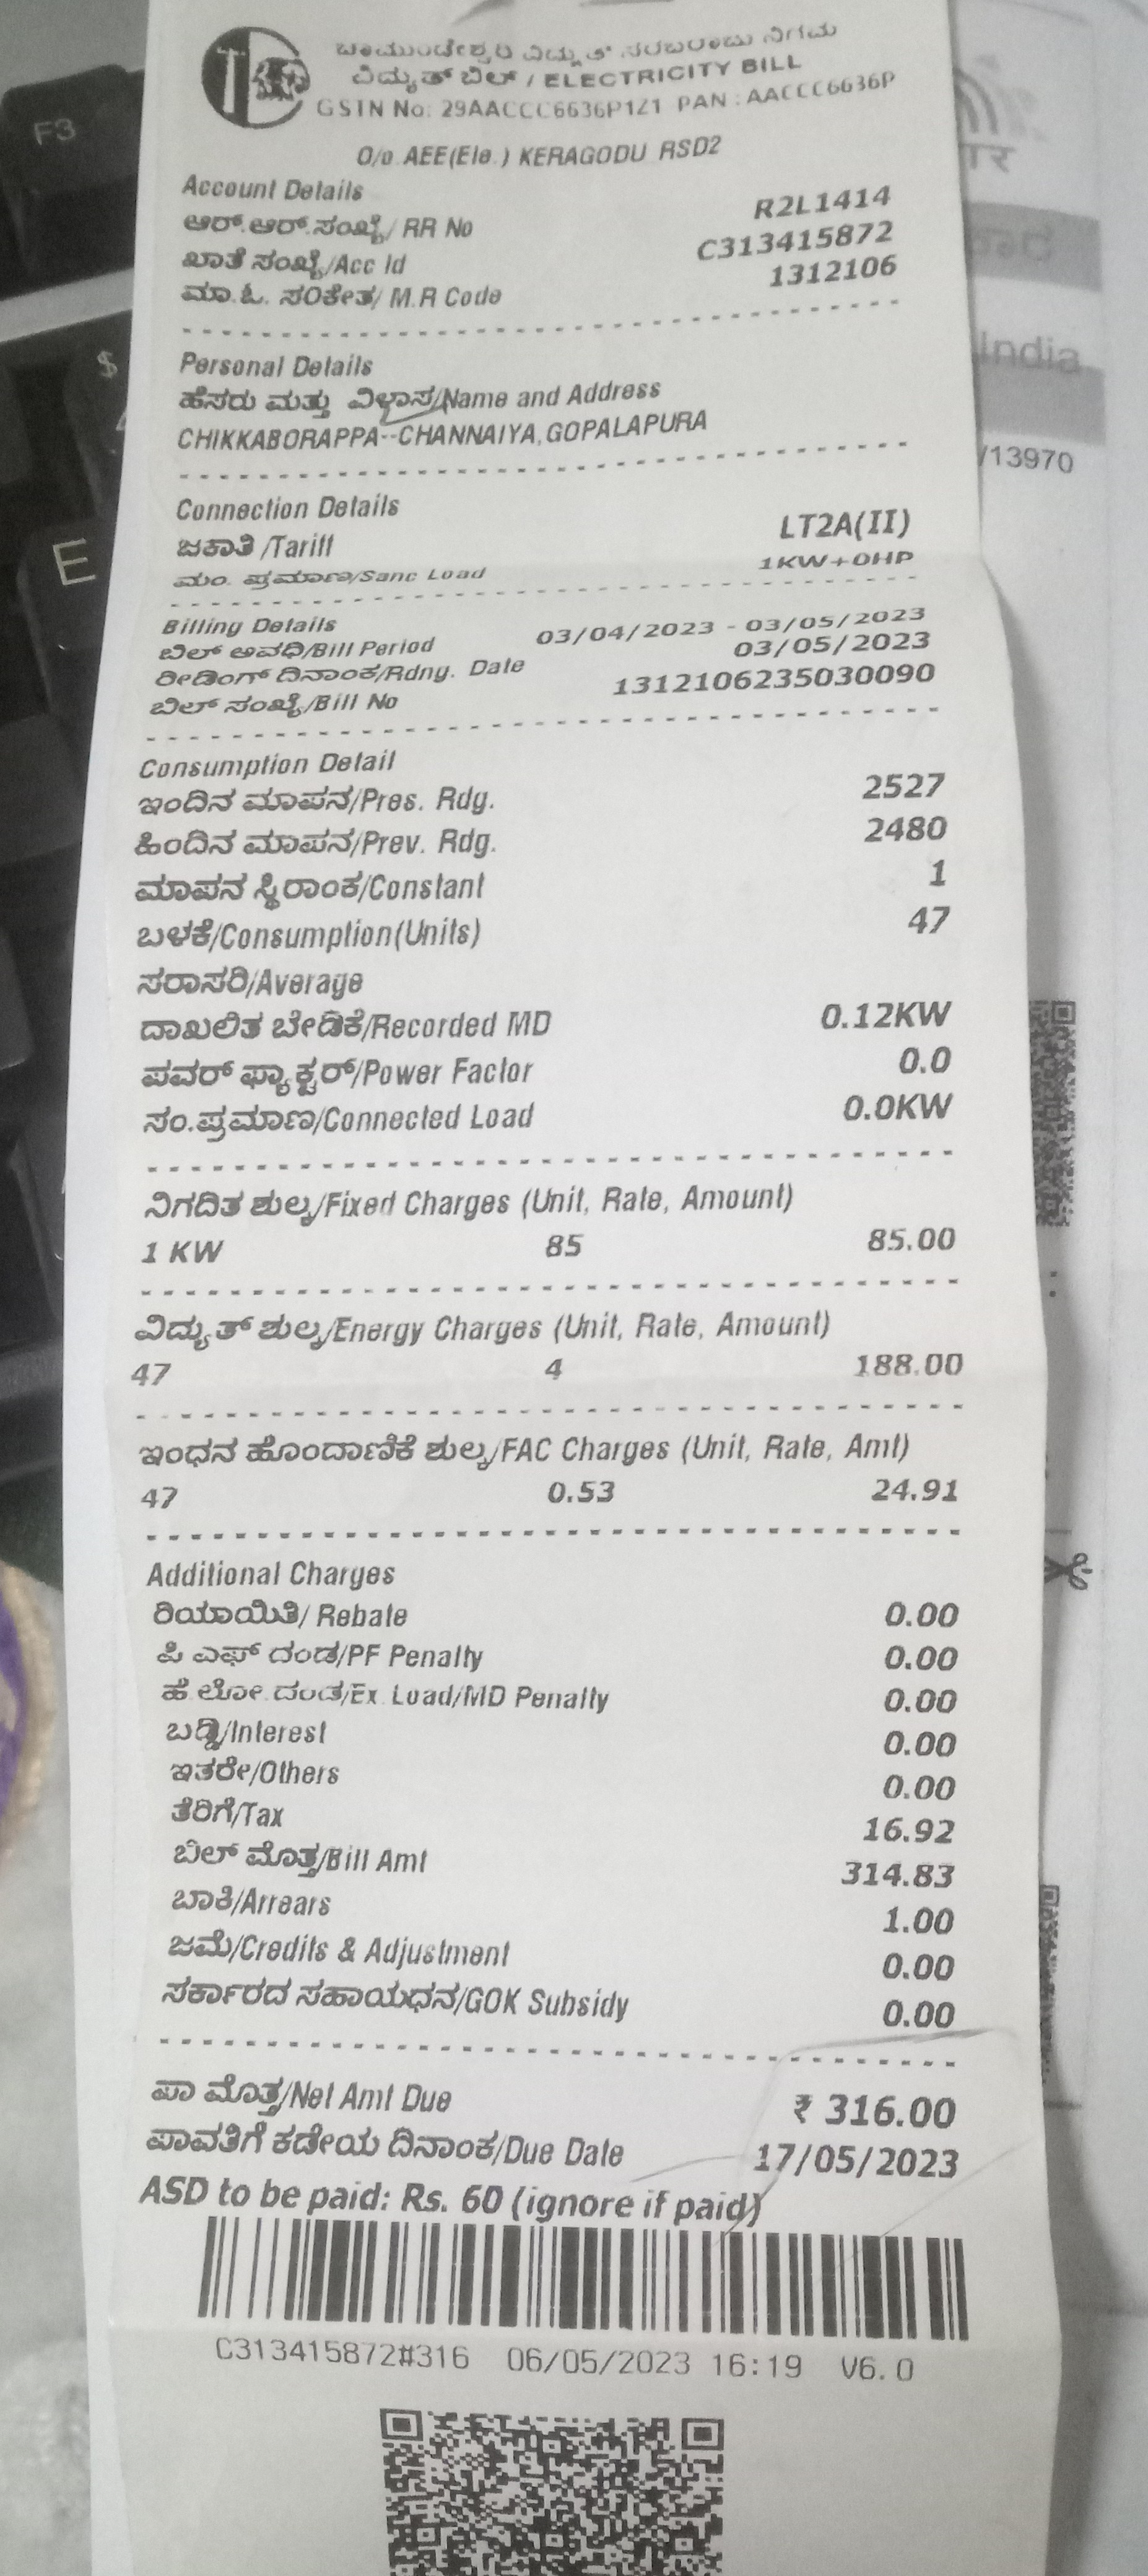 ಚಾಮುಂಡೇಶ್ವರಿ ವಿದ್ಯುತ್ ಸರಬರಾಜು ನಿಗಮ
ವಿದ್ಯುತ್ ಬಿಲ್ / ELECTRICITY BILL
GSIN No: 29AACCC6636P1Z1 PAN : AACCC6636P
O/o AEE(Ele.) KERAGODU RSD2
Account Details
ಆರ್.ಆರ್.ಸಂಖ್ಯೆ/ RR No R2L1414
ಖಾತೆ ಸಂಖ್ಯೆ/Acc Id C313415872
ಮಾ.ಓ. ಸಂಕೇತ/ M.R Code 1312106
Personal Details
ಹೆಸರು ಮತ್ತು ವಿಳಾಸ/Name and Address
CHIKKABORAPPA--CHANNAIYA,GOPALAPURA
Connection Details
ಜಕಾತಿ /Tariff LT2A(II)
ಮಂ. ಪ್ರಮಾಣ/Sanc Load 1KW+0HP
Billing Details
ಬಿಲ್ ಅವಧಿ/Bill Period 03/04/2023 - 03/05/2023
ರೀಡಿಂಗ್ ದಿನಾಂಕ/Rdng. Date 03/05/2023
ಬಿಲ್ ಸಂಖ್ಯೆ/Bill No 1312106235030090
Consumption Detail
ಇಂದಿನ ಮಾಪನ/Pres. Rdg. 2527
ಹಿಂದಿನ ಮಾಪನ/Prev. Rdg. 2480
ಮಾಪನ ಸ್ಥಿರಾಂಕ/Constant 1
ಬಳಕೆ/Consumption(Units) 47
ಸರಾಸರಿ/Average
ದಾಖಲಿತ ಬೇಡಿಕೆ/Recorded MD 0.12KW
ಪವರ್ ಫ್ಯಾಕ್ಟರ್/Power Factor 0.0
ಸಂ.ಪ್ರಮಾಣ/Connected Load 0.0KW
ನಿಗದಿತ ಶುಲ್ಕ/Fixed Charges (Unit, Rate, Amount)
1 KW 85 85.00
ವಿದ್ಯುತ್ ಶುಲ್ಕ/Energy Charges (Unit, Rate, Amount)
47 4 188.00
ಇಂಧನ ಹೊಂದಾಣಿಕೆ ಶುಲ್ಕ/FAC Charges (Unit, Rate, Amt)
47 0.53 24.91
Additional Charges
ರಿಯಾಯಿತಿ/ Rebate 0.00
ಪಿ ಎಫ್ ದಂಡ/PF Penalty 0.00
ಹೆ.ಲೋ.ದಂಡ/Ex. Load/MD Penalty 0.00
ಬಡ್ಡಿ/Interest 0.00
ಇತರೇ/Others 0.00
ತೆರಿಗೆ/Tax 16.92
ಬಿಲ್ ಮೊತ್ತ/Bill Amt 314.83
ಬಾಕಿ/Arrears 1.00
ಜಮೆ/Credits & Adjustment 0.00
ಸರ್ಕಾರದ ಸಹಾಯಧನ/GOK Subsidy 0.00
ಪಾ ಮೊತ್ತ/Net Amt Due ₹ 316.00
ಪಾವತಿಗೆ ಕಡೇಯ ದಿನಾಂಕ/Due Date 17/05/2023
ASD to be paid: Rs. 60 (ignore if paid)
C313415872#316 06/05/2023 16:19 V6.0
India
/13970
F3
$
E